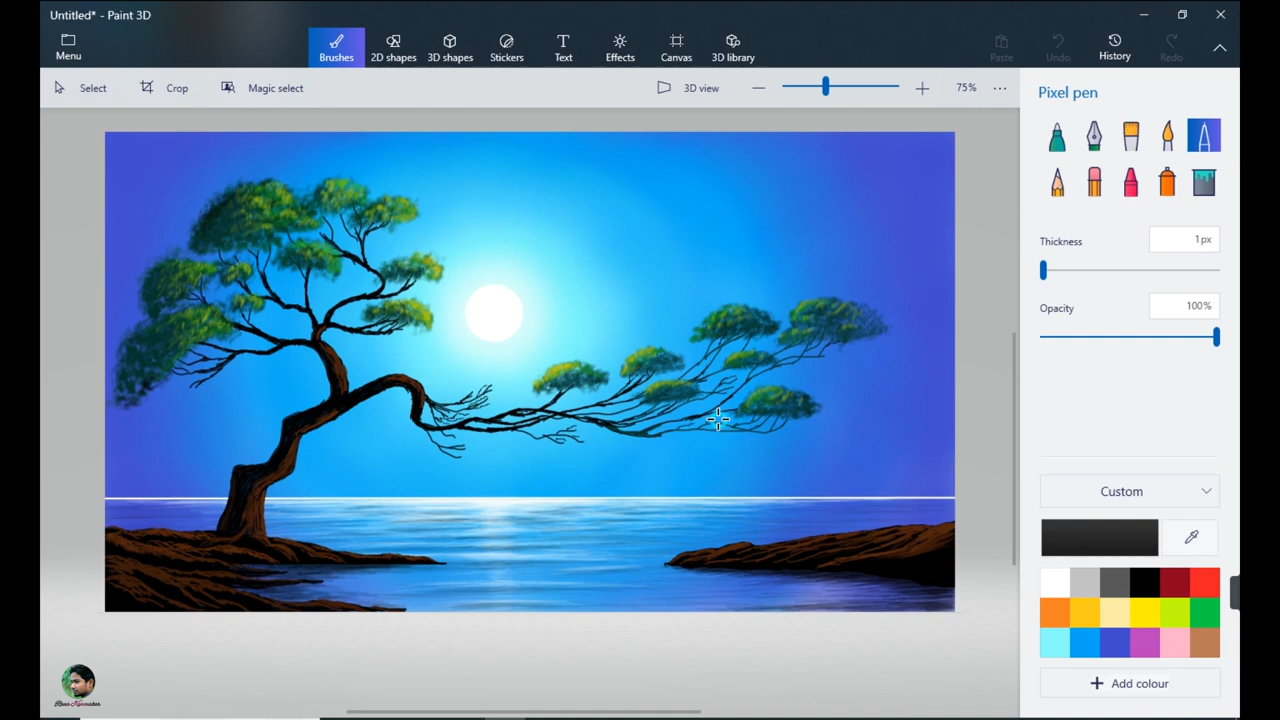 Untitled* - Paint 3D
Menu
Brushes
2D shapes
3D shapes
Stickers
Text
Effects
Canvas
3D library
Paste
Undo
History
Redo
Select
Crop
Magic select
3D view
75%
Pixel pen
Thickness
1px
Opacity
100%
Custom
Add colour